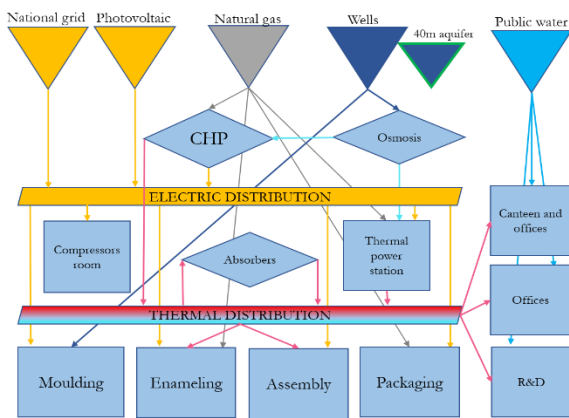 National grid
Photovoltaic
Natural gas
Wells
40m aquifer
Public water
CHP
Osmosis
ELECTRIC DISTRIBUTION
Compressors
room
Absorbers
Thermal
power
station
Canteen and
offices
Offices
THERMAL DISTRIBUTION
Moulding
Enameling
Assembly
Packaging
R&D